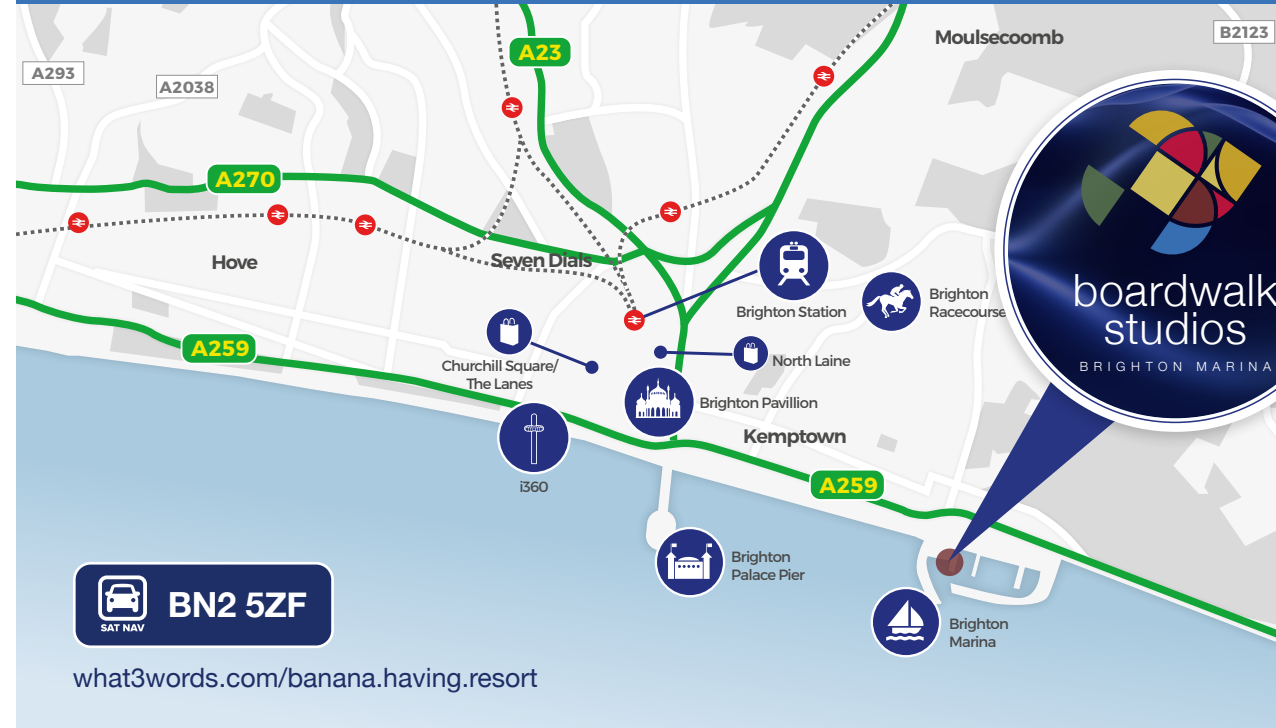 A23
Moulsecoomb
B2123
A293
A2038
A270
Hove
Seven Dials
Brighton Station
Brighton
Racecourse
boardwalk
studios
BRIGHTON MARINA
A259
Churchill Square/
The Lanes
North Laine
Brighton Pavillion
Kemptown
i360
A259
Brighton
Palace Pier
Brighton
Marina
SAT NAV
BN2 5ZF
what3words.com/banana.having.resort